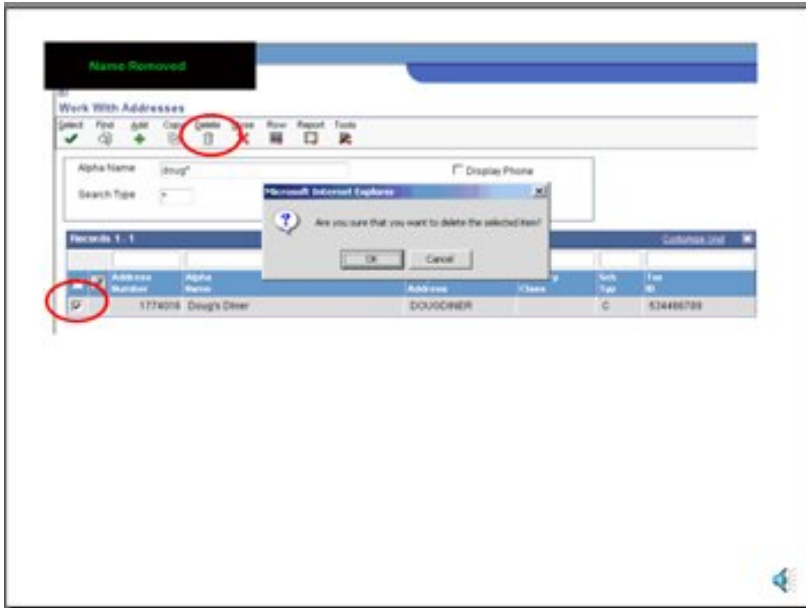 Name Removed
Work With Addresses
Select Find Add Copy Delete Close Row Report Tools
Alpha Name doug*
Display Phone
Search Type *
Microsoft Internet Explorer
Are you sure that you want to delete the selected item?
OK Cancel
Records 1 - 1
Customize Grid
Address Number
Alpha Name
Address
Class
Sch Typ
Tax ID
1774016 Doug's Diner DOUGDINER C 534486789